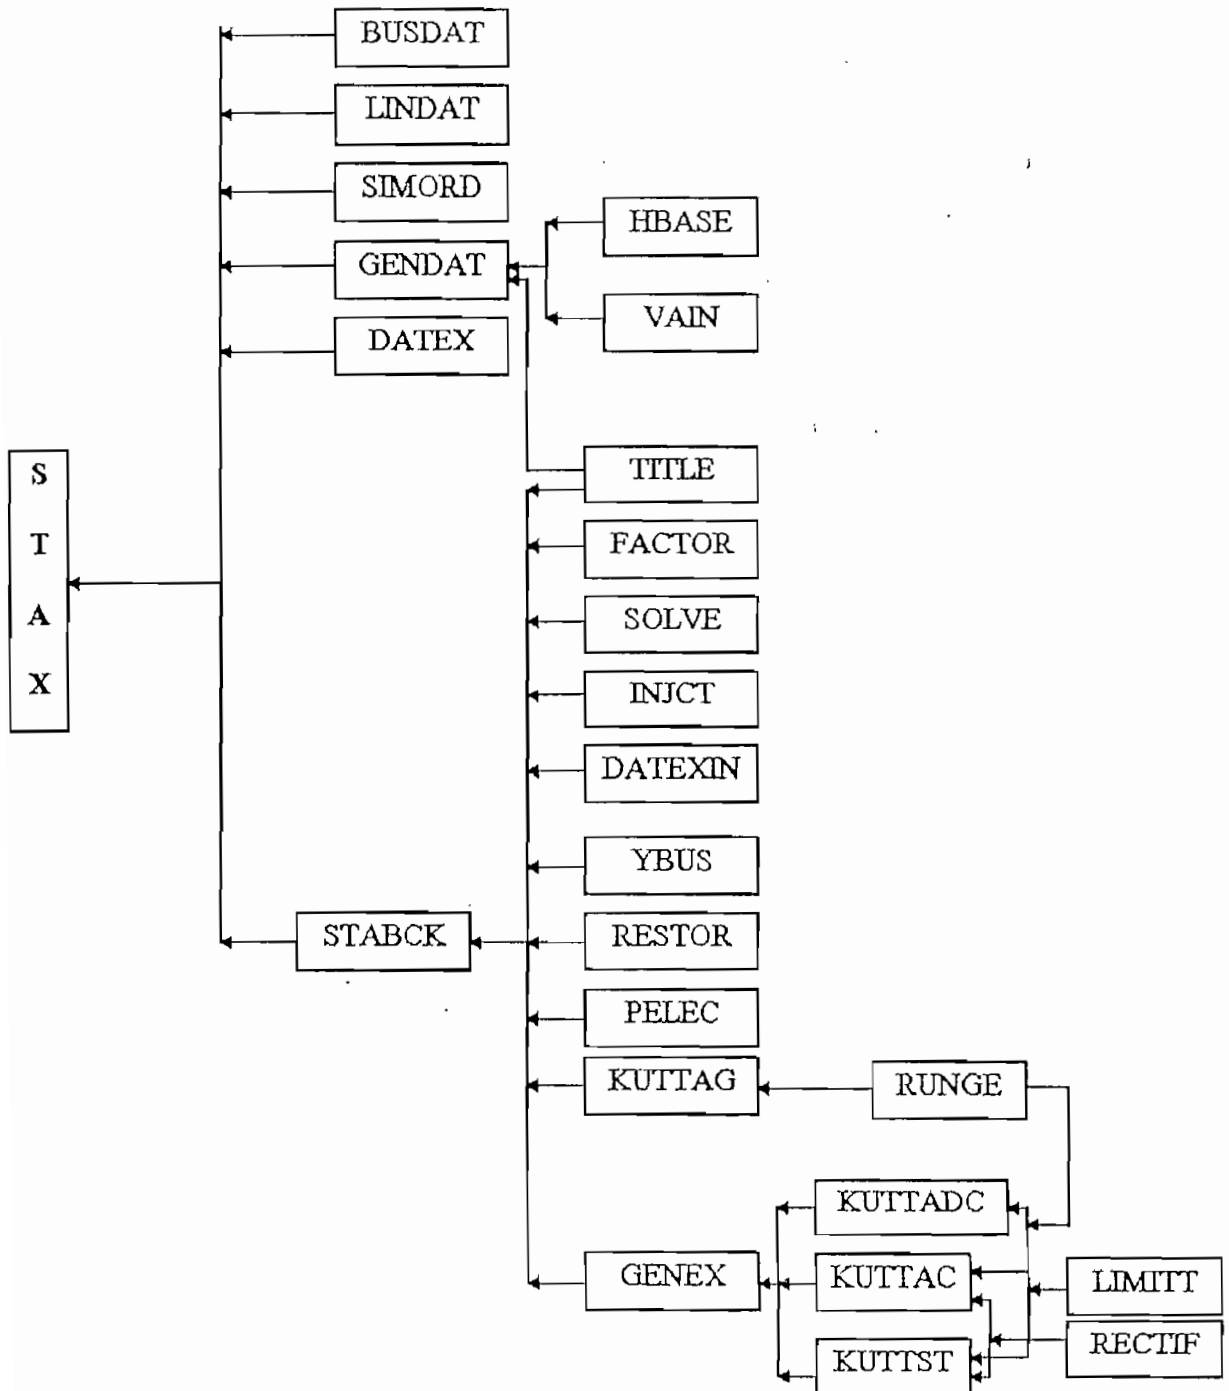 BUSDAT
LINDAT
SIMORD
HBASE
GENDAT
VAIN
DATEX
S
T
A
X
TITLE
FACTOR
SOLVE
INJCT
DATEXIN
YBUS
STABCK
RESTOR
PELEC
KUTTAG
RUNGE
KUTTADC
GENEX
KUTTAC
LIMITT
RECTIF
KUTTST